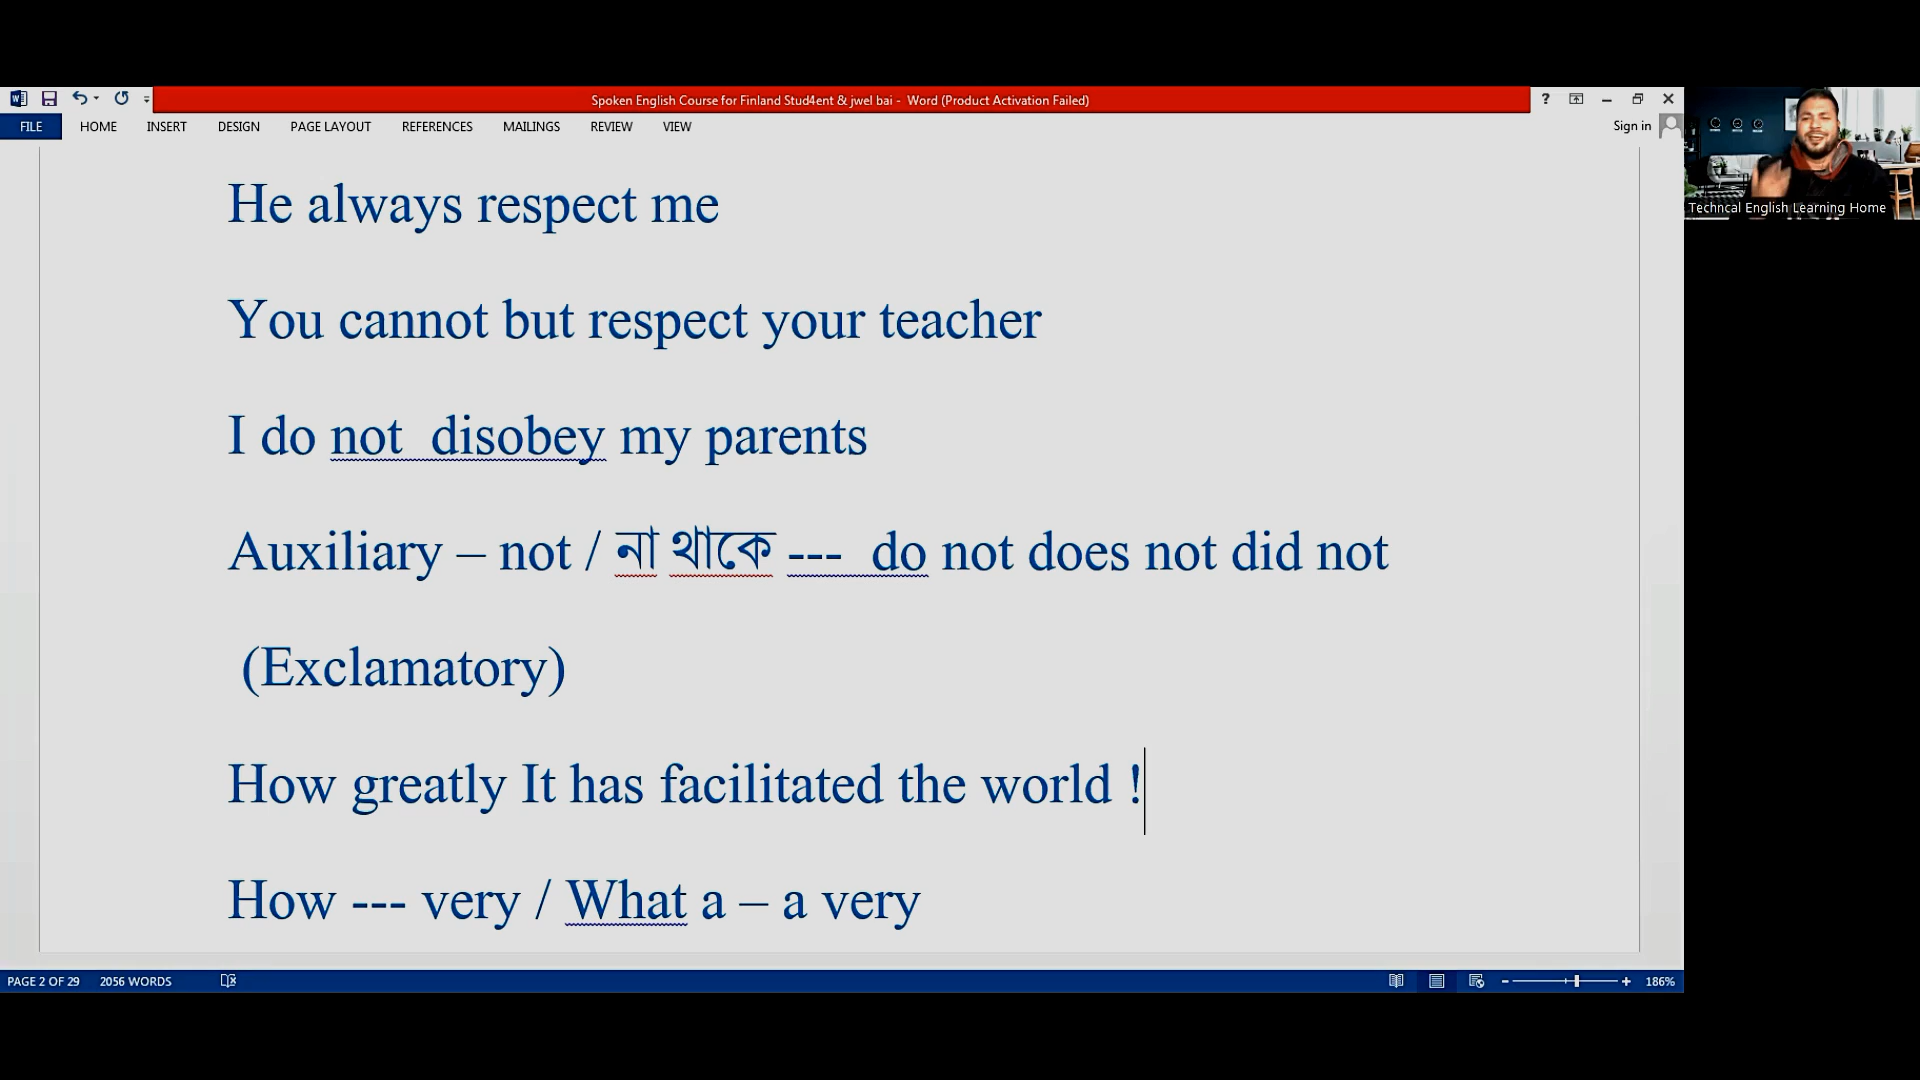 Spoken English Course for Finland Stud4ent & jwel bai - Word (Product Activation Failed)
FILE HOME INSERT DESIGN PAGE LAYOUT REFERENCES MAILINGS REVIEW VIEW Sign in
Techncal English Learning Home
He always respect me
You cannot but respect your teacher
I do not disobey my parents
Auxiliary – not / না থাকে --- do not does not did not
(Exclamatory)
How greatly It has facilitated the world !
How --- very / What a – a very
PAGE 2 OF 29 2056 WORDS 186%